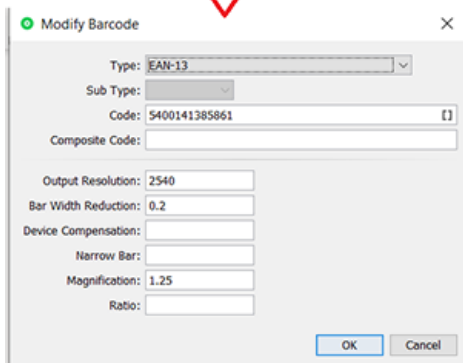 Modify Barcode
Type: EAN-13
Sub Type:
Code: 5400141385861 []
Composite Code:
Output Resolution: 2540
Bar Width Reduction: 0.2
Device Compensation:
Narrow Bar:
Magnification: 1.25
Ratio:
OK Cancel